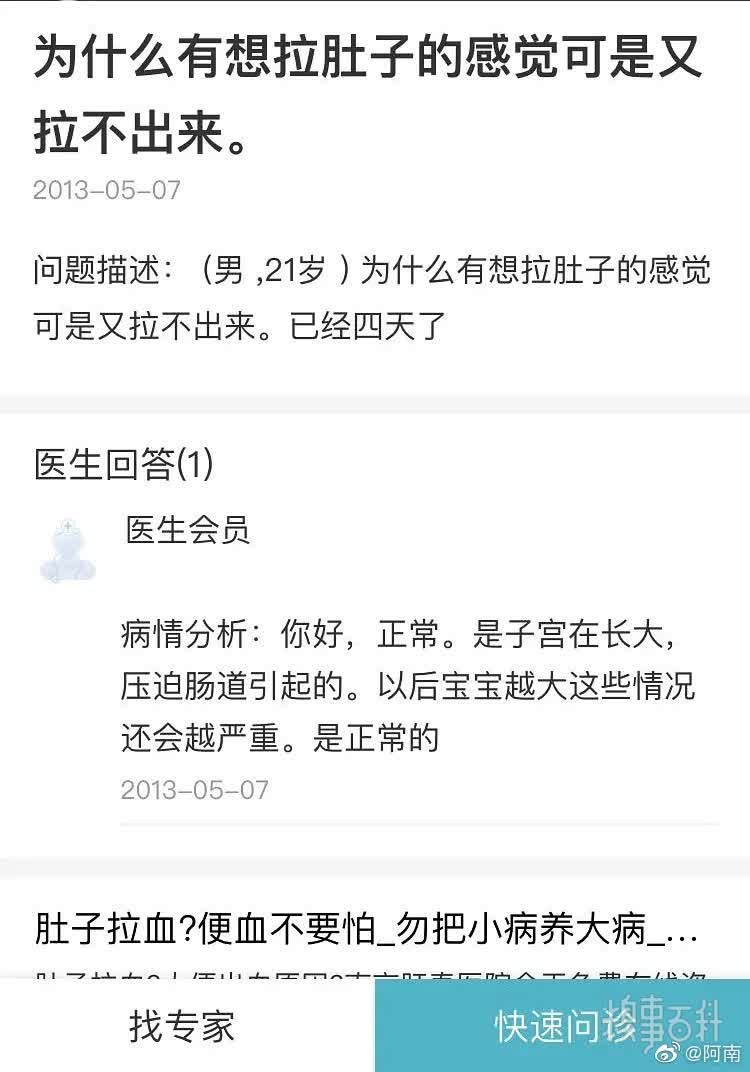 为什么有想拉肚子的感觉可是又
拉不出来。
2013-05-07
问题描述：（男 ,21岁 ）为什么有想拉肚子的感觉
可是又拉不出来。已经四天了
医生回答(1)
医生会员
病情分析：你好，正常。是子宫在长大，
压迫肠道引起的。以后宝宝越大这些情况
还会越严重。是正常的
2013-05-07
肚子拉血?便血不要怕_勿把小病养大病_...
找专家
快速问诊
@阿南